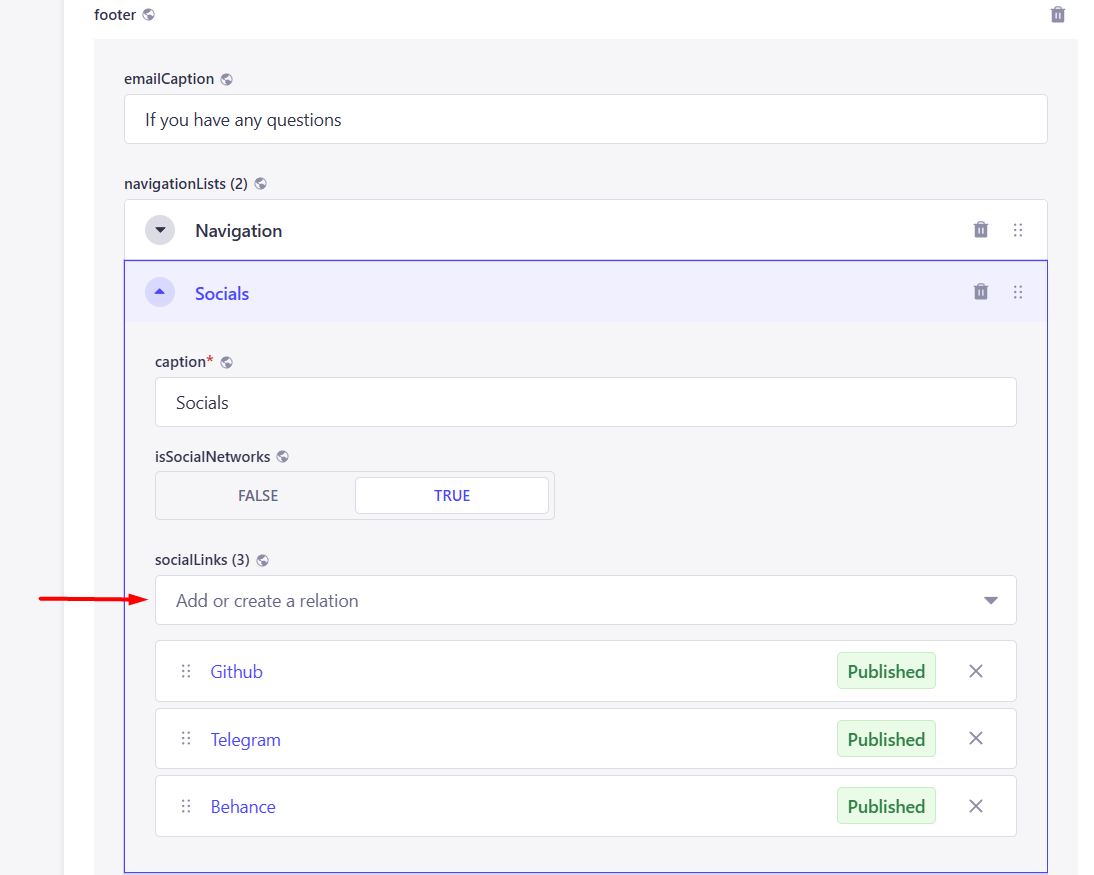 footer
emailCaption
If you have any questions
navigationLists (2)
Navigation
Socials
caption*
Socials
isSocialNetworks
FALSE TRUE
socialLinks (3)
Add or create a relation
Github Published
Telegram Published
Behance Published